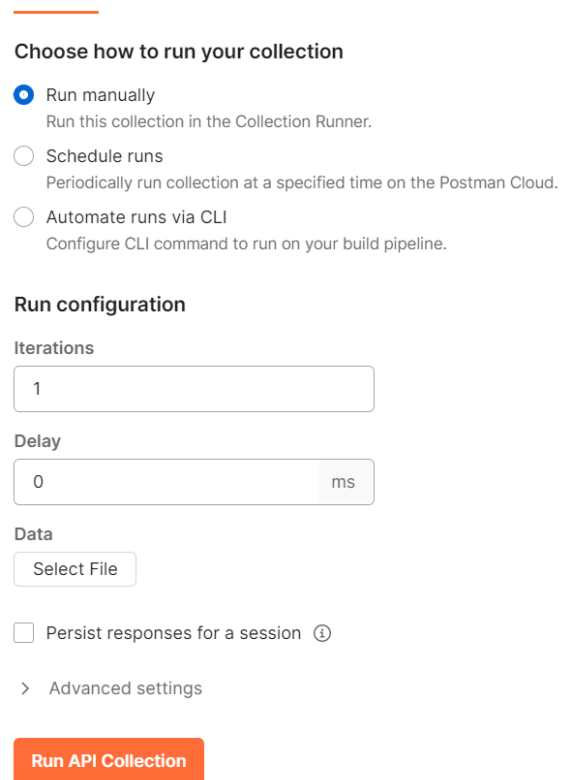 Choose how to run your collection
Run manually
Run this collection in the Collection Runner.
Schedule runs
Periodically run collection at a specified time on the Postman Cloud.
Automate runs via CLI
Configure CLI command to run on your build pipeline.
Run configuration
Iterations
1
Delay
0 ms
Data
Select File
Persist responses for a session
Advanced settings
Run API Collection